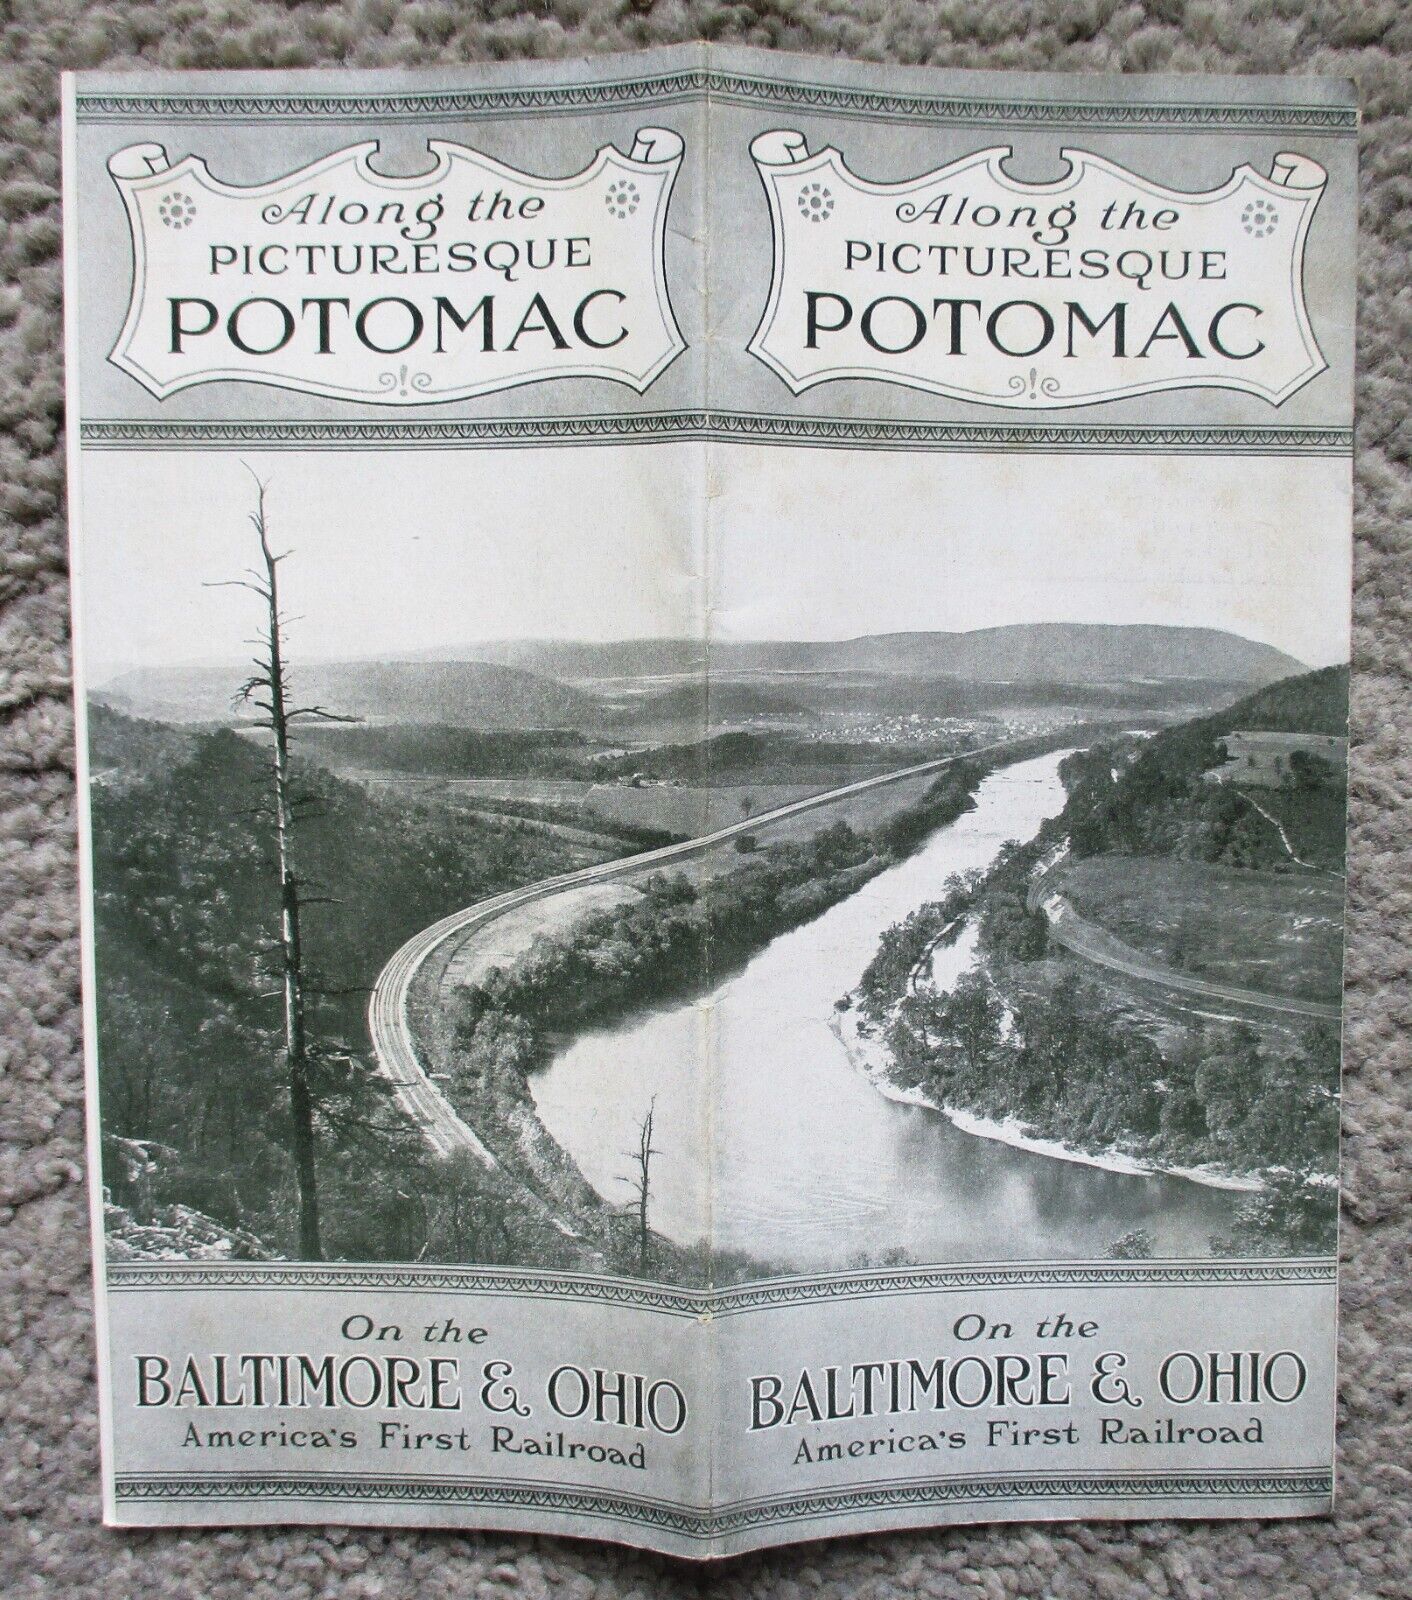 Along the
PICTURESQUE
POTOMAC
On the
BALTIMORE & OHIO
America's First Railroad
Along the
PICTURESQUE
POTOMAC
On the
BALTIMORE & OHIO
America's First Railroad